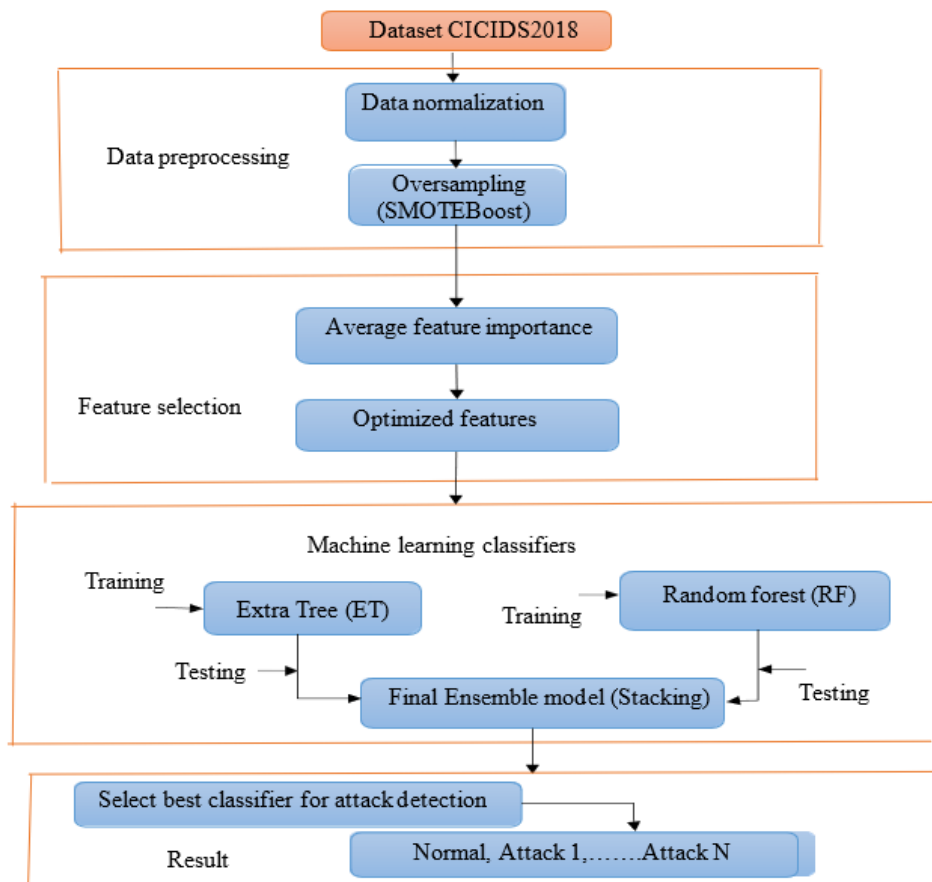 Dataset CICIDS2018
Data normalization
Data preprocessing
Oversampling
(SMOTEBoost)
Average feature importance
Feature selection
Optimized features
Machine learning classifiers
Training
Extra Tree (ET)
Training
Random forest (RF)
Testing
Testing
Final Ensemble model (Stacking)
Select best classifier for attack detection
Result
Normal, Attack 1,.......Attack N